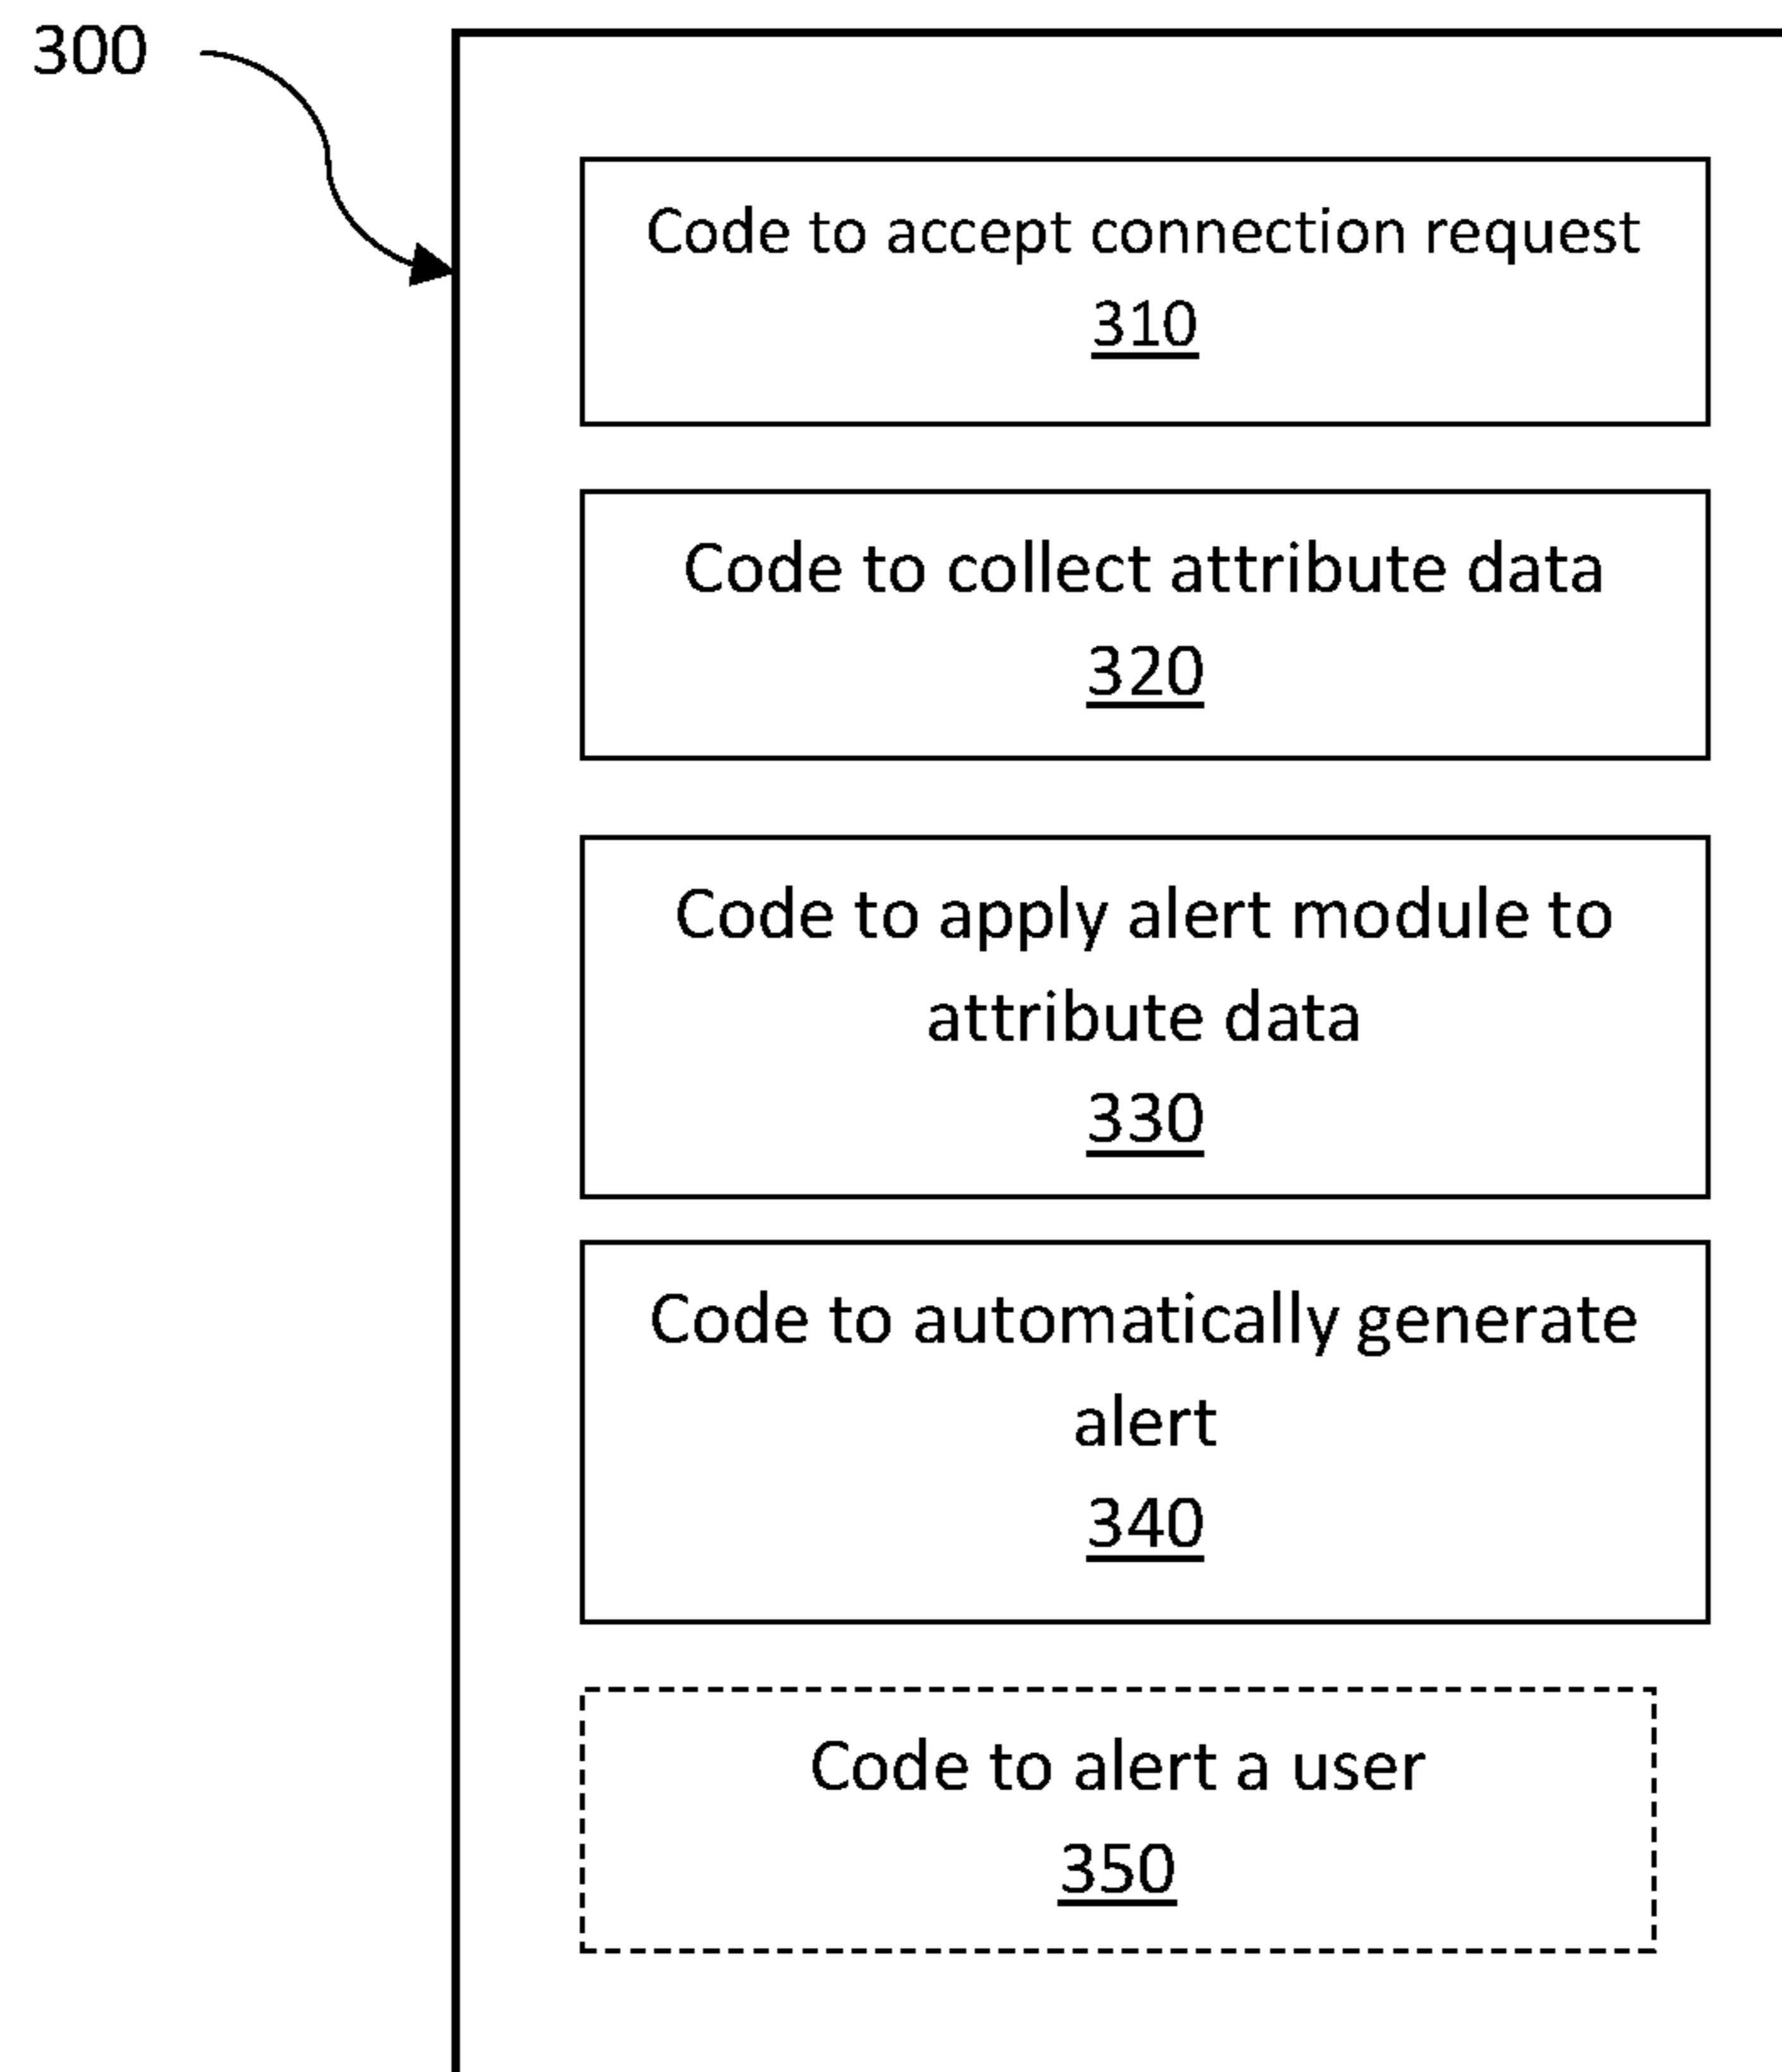 300
Code to accept connection request
310
Code to collect attribute data
320
Code to apply alert module to
attribute data
330
Code to automatically generate
alert
340
Code to alert a user
350